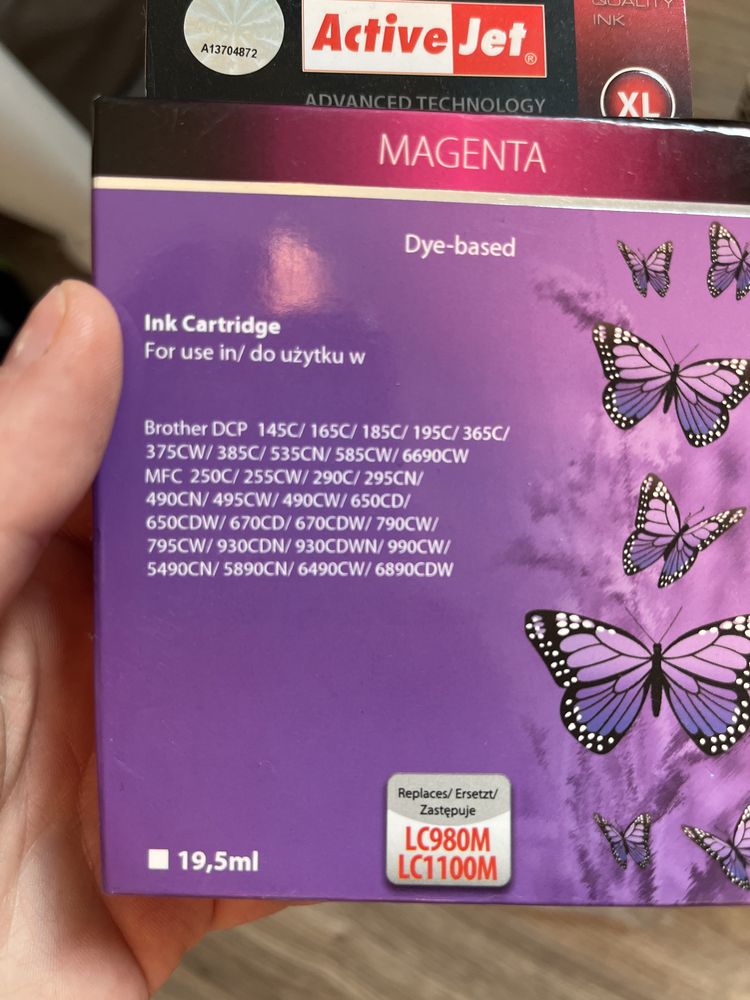 QUALITY
INK
A13704872
ActiveJet®
ADVANCED TECHNOLOGY
XL
MAGENTA
Dye-based
Ink Cartridge
For use in/ do użytku w
Brother DCP 145C/ 165C/ 185C/ 195C/ 365C/
375CW/ 385C/ 535CN/ 585CW/ 6690CW
MFC 250C/ 255CW/ 290C/ 295CN/
490CN/ 495CW/ 490CW/ 650CD/
650CDW/ 670CD/ 670CDW/ 790CW/
795CW/ 930CDN/ 930CDWN/ 990CW/
5490CN/ 5890CN/ 6490CW/ 6890CDW
Replaces/ Ersetzt/
Zastępuje
LC980M
LC1100M
19,5ml